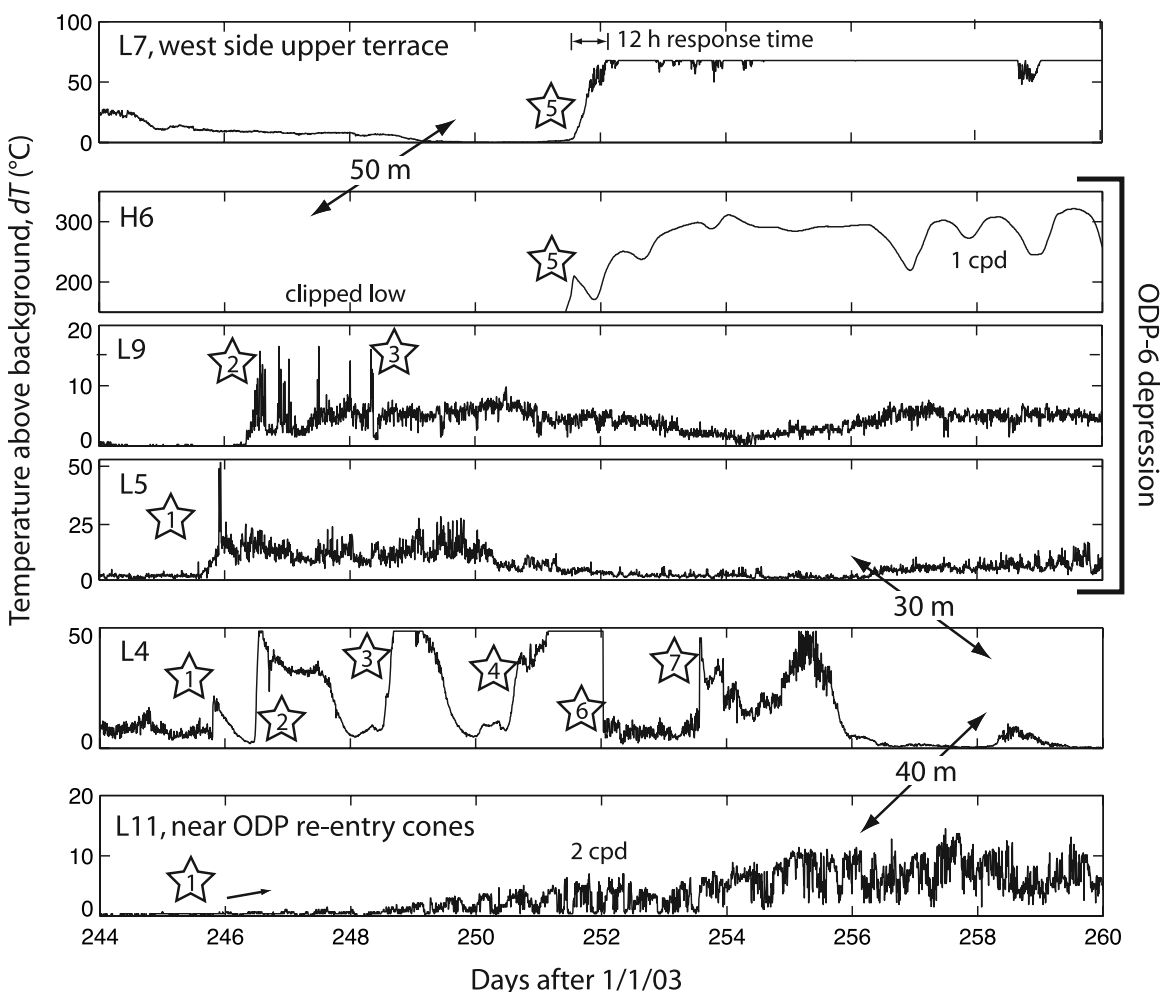 100
50
0
L7, west side upper terrace
12 h response time
5
50 m
300
200
H6
clipped low
5
1 cpd
20
10
0
L9
2
3
50
25
0
L5
1
30 m
50
0
L4
1
2
3
4
6
7
40 m
20
10
0
L11, near ODP re-entry cones
1
2 cpd
244
246
248
250
252
254
256
258
260
Days after 1/1/03
Temperature above background, dT (°C)
ODP-6 depression